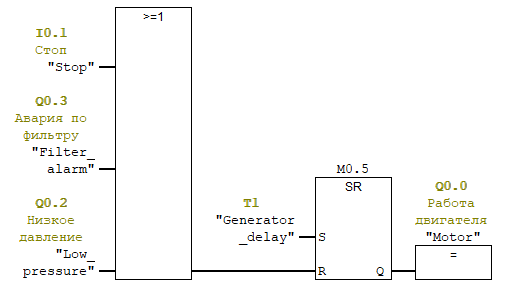 >=1
I0.1
Стоп
"Stop"
Q0.3
Авария по
фильтру
"Filter_
alarm"
Q0.2
Низкое
давление
"Low_
pressure"
T1
"Generator
_delay"
M0.5
SR
S
R
Q
Q0.0
Работа
двигателя
"Motor"
=